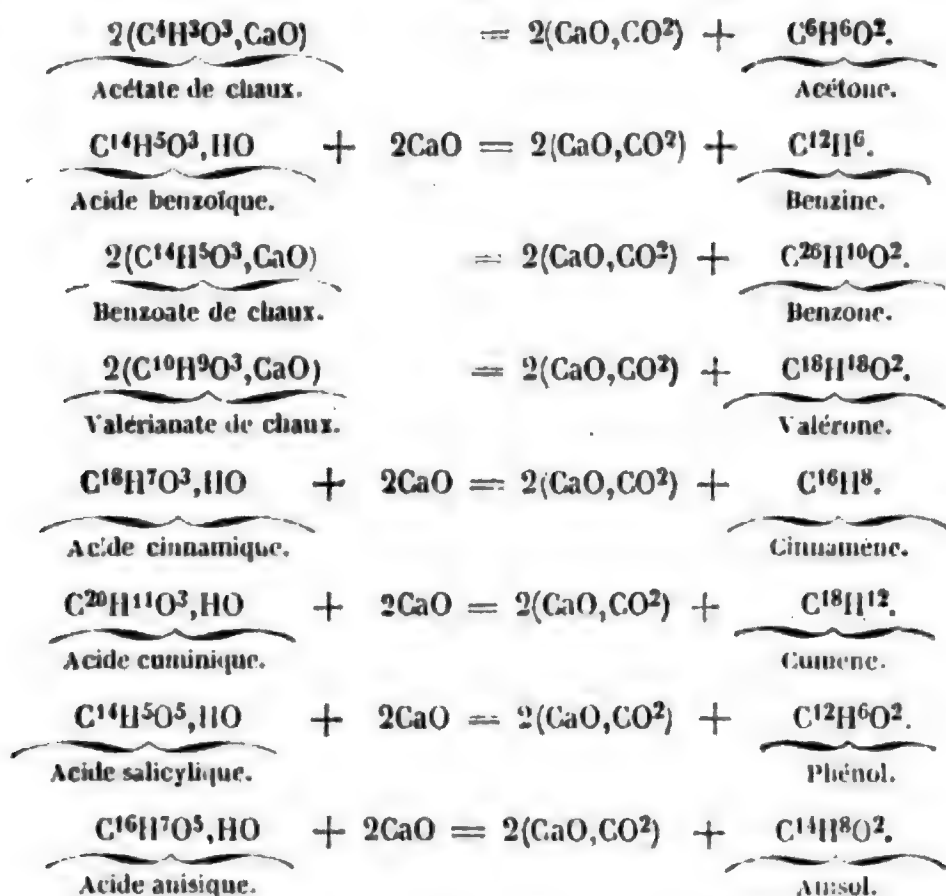 2(C⁴H³O³,CaO) = 2(CaO,CO²) + C⁶H⁶O².
Acétate de chaux. Acétone.
C¹⁴H⁵O³,HO + 2CaO = 2(CaO,CO²) + C¹²H⁶.
Acide benzoïque. Benzine.
2(C¹⁴H⁵O³,CaO) = 2(CaO,CO²) + C²⁶H¹⁰O².
Benzoate de chaux. Benzone.
2(C¹⁰H⁹O³,CaO) = 2(CaO,CO²) + C¹⁸H¹⁸O².
Valérianate de chaux. Valérone.
C¹⁸H⁷O³,HO + 2CaO = 2(CaO,CO²) + C¹⁶H⁸.
Acide cinnamique. Cinnamène.
C²⁰H¹¹O³,HO + 2CaO = 2(CaO,CO²) + C¹⁸H¹².
Acide cuminique. Cumène.
C¹⁴H⁵O⁵,HO + 2CaO = 2(CaO,CO²) + C¹²H⁶O².
Acide salicylique. Phénol.
C¹⁶H⁷O⁵,HO + 2CaO = 2(CaO,CO²) + C¹⁴H⁸O².
Acide anisique. Anisol.